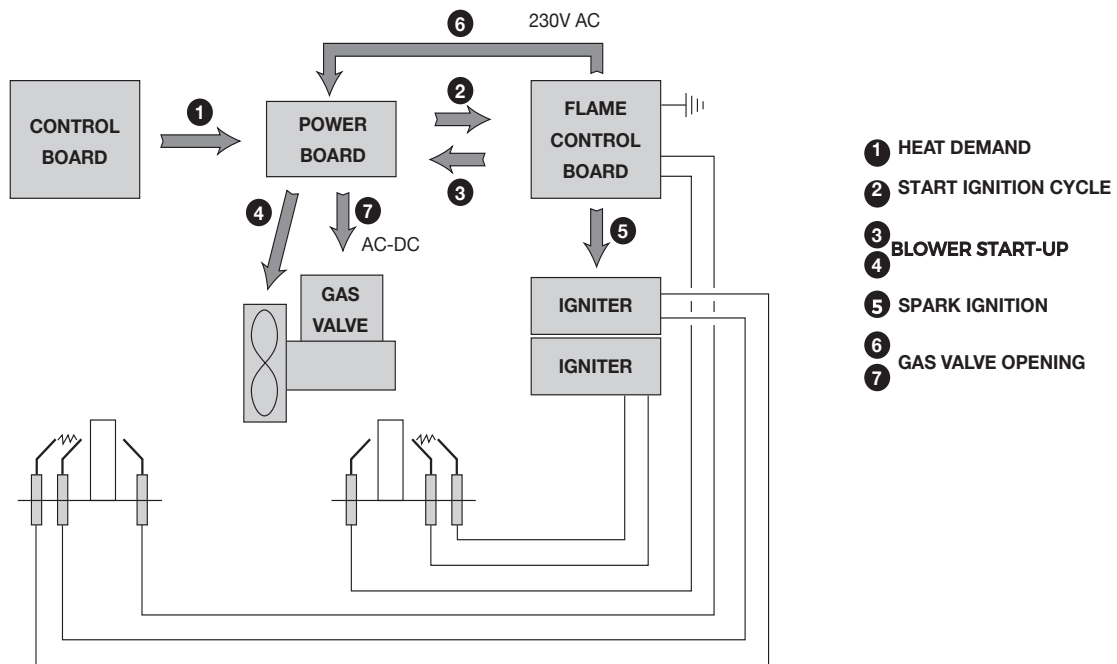 6
230V AC
CONTROL
BOARD
1
POWER
BOARD
2
3
FLAME
CONTROL
BOARD
4
7
AC-DC
5
GAS
VALVE
IGNITER
IGNITER
1 HEAT DEMAND
2 START IGNITION CYCLE
3
BLOWER START-UP
4
5 SPARK IGNITION
6
GAS VALVE OPENING
7